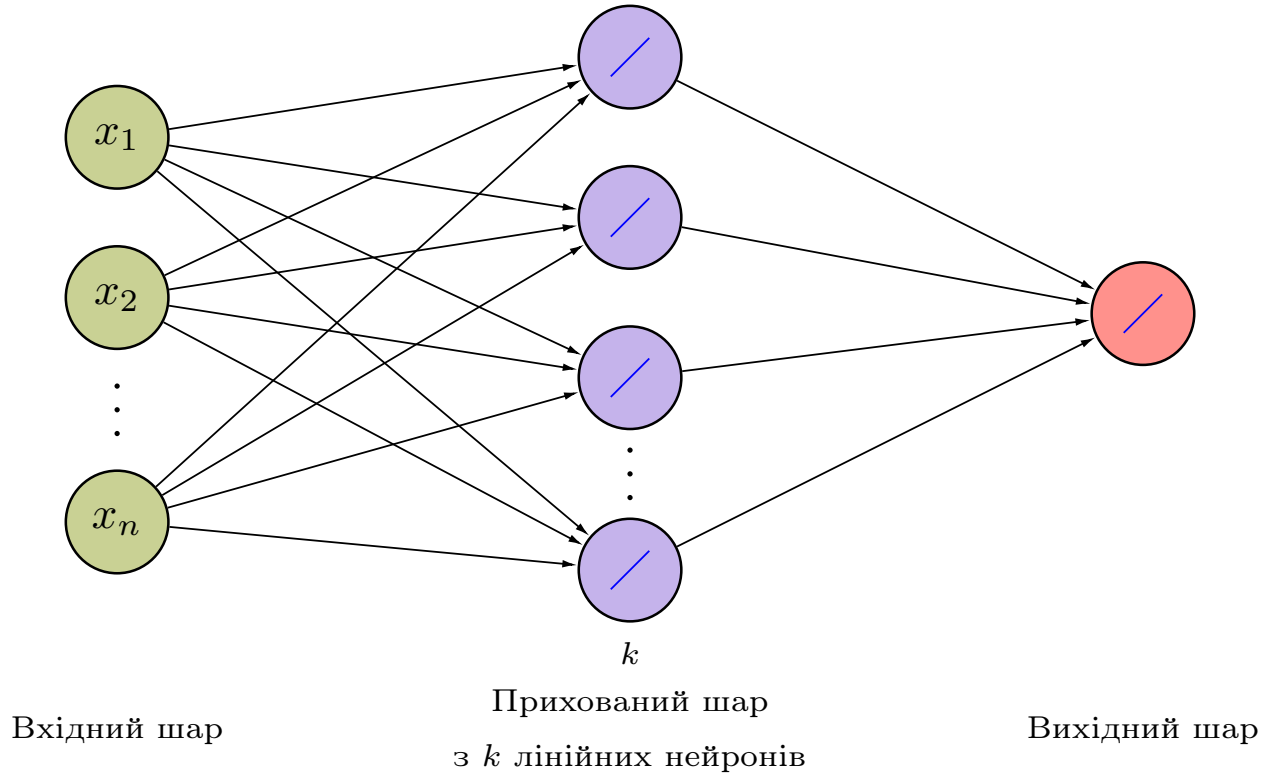 x₁
x₂
xₙ
k
Прихований шар
з k лінійних нейронів
Вхідний шар
Вихідний шар